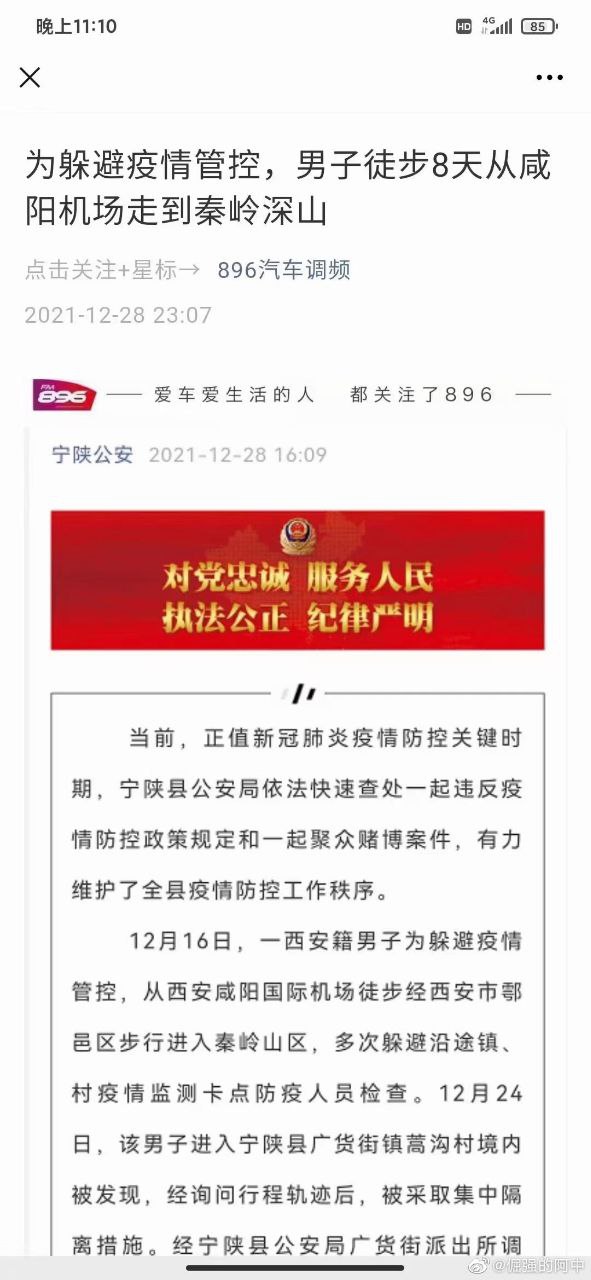 晚上11:10
HD 4G 85
为躲避疫情管控，男子徒步8天从咸
阳机场走到秦岭深山
点击关注+星标→ 896汽车调频
2021-12-28 23:07
FM 896 爱车爱生活的人 都关注了896
宁陕公安 2021-12-28 16:09
对党忠诚 服务人民
执法公正 纪律严明
当前，正值新冠肺炎疫情防控关键时
期，宁陕县公安局依法快速查处一起违反疫
情防控政策规定和一起聚众赌博案件，有力
维护了全县疫情防控工作秩序。
12月16日，一西安籍男子为躲避疫情
管控，从西安咸阳国际机场徒步经西安市鄠
邑区步行进入秦岭山区，多次躲避沿途镇、
村疫情监测卡点防疫人员检查。12月24
日，该男子进入宁陕县广货街镇蒿沟村境内
被发现，经询问行程轨迹后，被采取集中隔
离措施。经宁陕县公安局广货街派出所调
@倔强的阿中